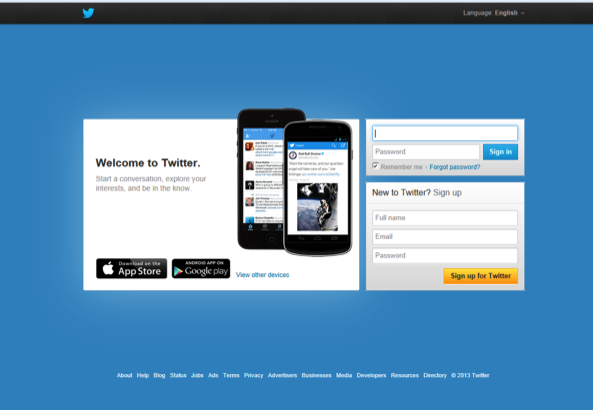 Language: English
Welcome to Twitter.
Start a conversation, explore your
interests, and be in the know.
Download on the
App Store
ANDROID APP ON
Google play
View other devices
Password
Sign in
Remember me · Forgot password?
New to Twitter? Sign up
Full name
Email
Password
Sign up for Twitter
About Help Blog Status Jobs Ads Terms Privacy Advertisers Businesses Media Developers Resources Directory © 2013 Twitter